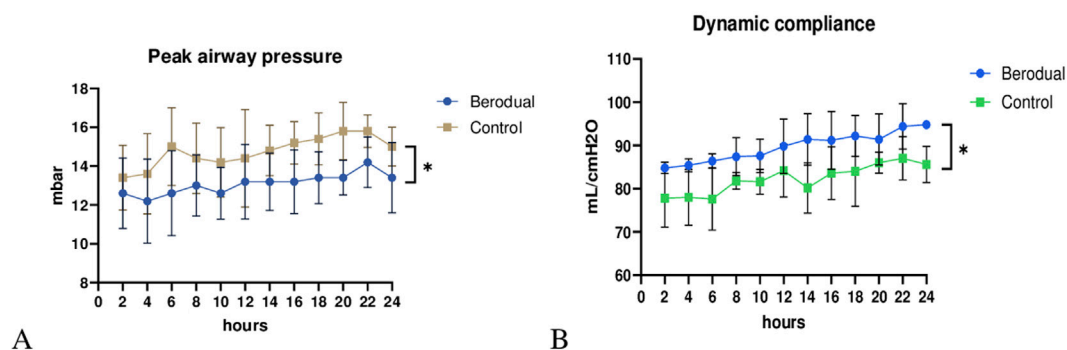 Peak airway pressure
mbar
18
16
14
12
10
8
0 2 4 6 8 10 12 14 16 18 20 22 24
hours
Berodual
Control
*
A
Dynamic compliance
mL/cmH2O
110
100
90
80
70
60
0 2 4 6 8 10 12 14 16 18 20 22 24
hours
Berodual
Control
*
B